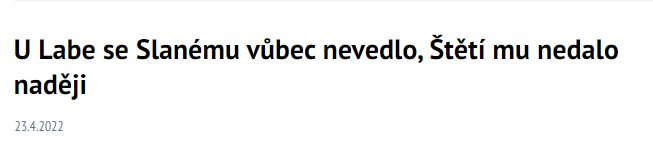 U Labe se Slanému vůbec nevedlo, Štětí mu nedalo
naději
23.4.2022